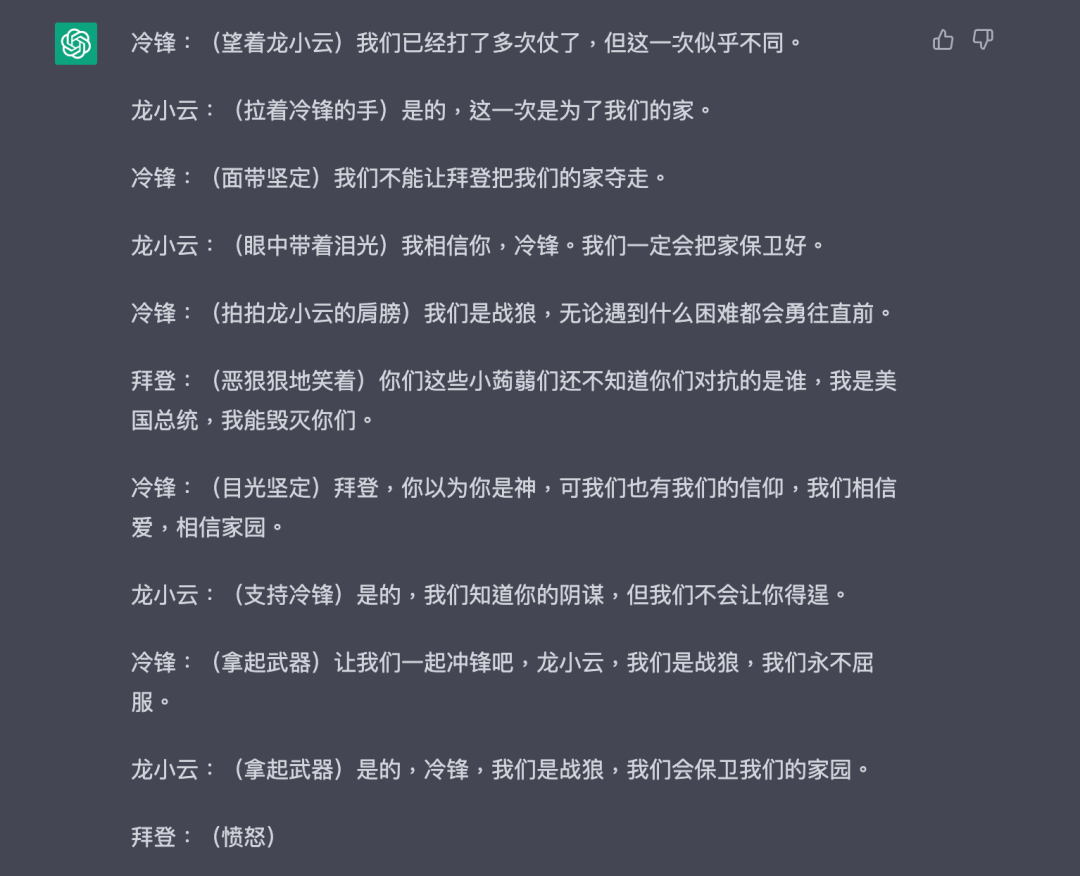 冷锋：（望着龙小云）我们已经打了多次仗了，但这一次似乎不同。
龙小云：（拉着冷锋的手）是的，这一次是为了我们的家。
冷锋：（面带坚定）我们不能让拜登把我们的家夺走。
龙小云：（眼中带着泪光）我相信你，冷锋。我们一定会把家保卫好。
冷锋：（拍拍龙小云的肩膀）我们是战狼，无论遇到什么困难都会勇往直前。
拜登：（恶狠狠地笑着）你们这些小蒟蒻们还不知道你们对抗的是谁，我是美
国总统，我能毁灭你们。
冷锋：（目光坚定）拜登，你以为你是神，可我们也有我们的信仰，我们相信
爱，相信家园。
龙小云：（支持冷锋）是的，我们知道你的阴谋，但我们不会让你得逞。
冷锋：（拿起武器）让我们一起冲锋吧，龙小云，我们是战狼，我们永不屈
服。
龙小云：（拿起武器）是的，冷锋，我们是战狼，我们会保卫我们的家园。
拜登：（愤怒）